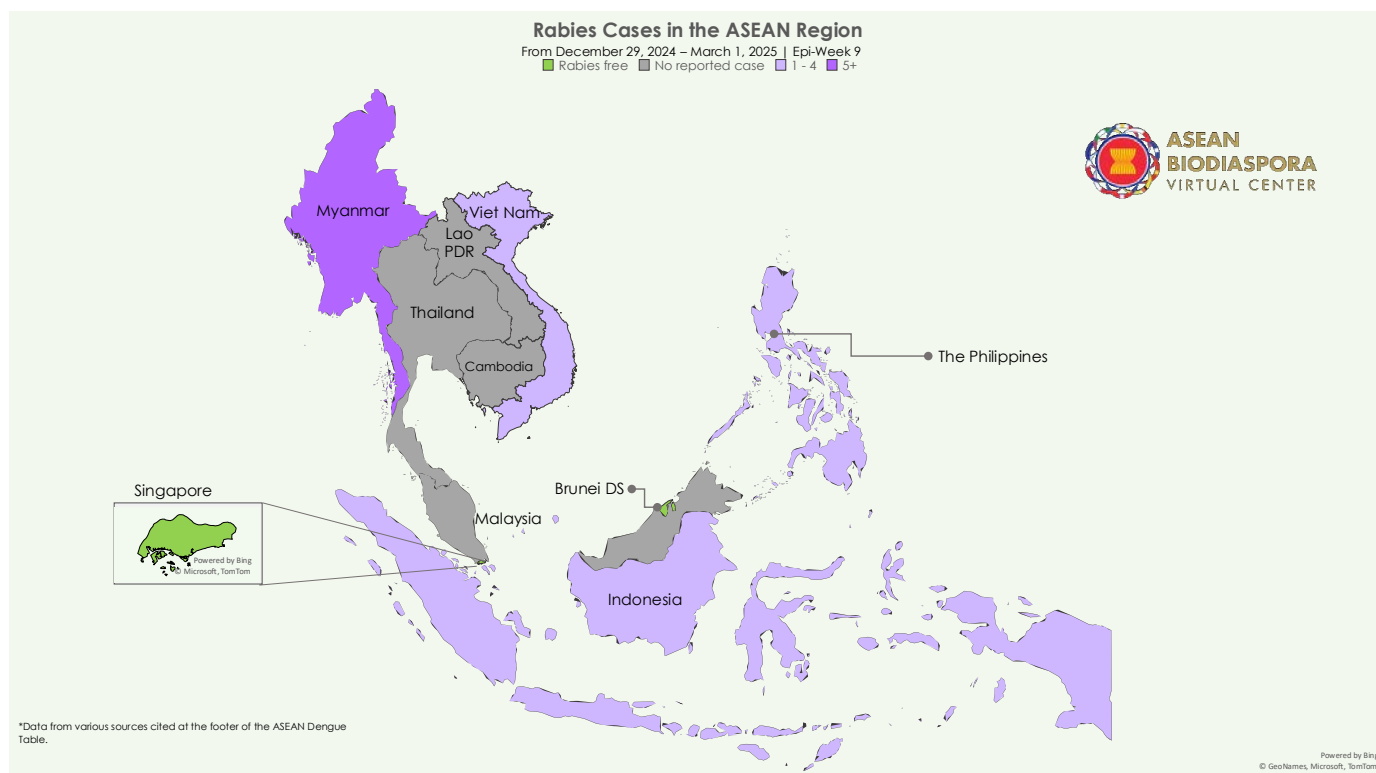 Rabies Cases in the ASEAN Region
From December 29, 2024 – March 1, 2025 | Epi-Week 9
Rabies free No reported case 1 - 4 5+
ASEAN
BIODIASPORA
VIRTUAL CENTER
Myanmar
Viet Nam
Lao
PDR
Thailand
Cambodia
The Philippines
Brunei DS
Singapore
Malaysia
Powered by Bing
© Microsoft, TomTom
Indonesia
*Data from various sources cited at the footer of the ASEAN Dengue
Table.
Powered by Bing
© GeoNames, Microsoft, TomTom